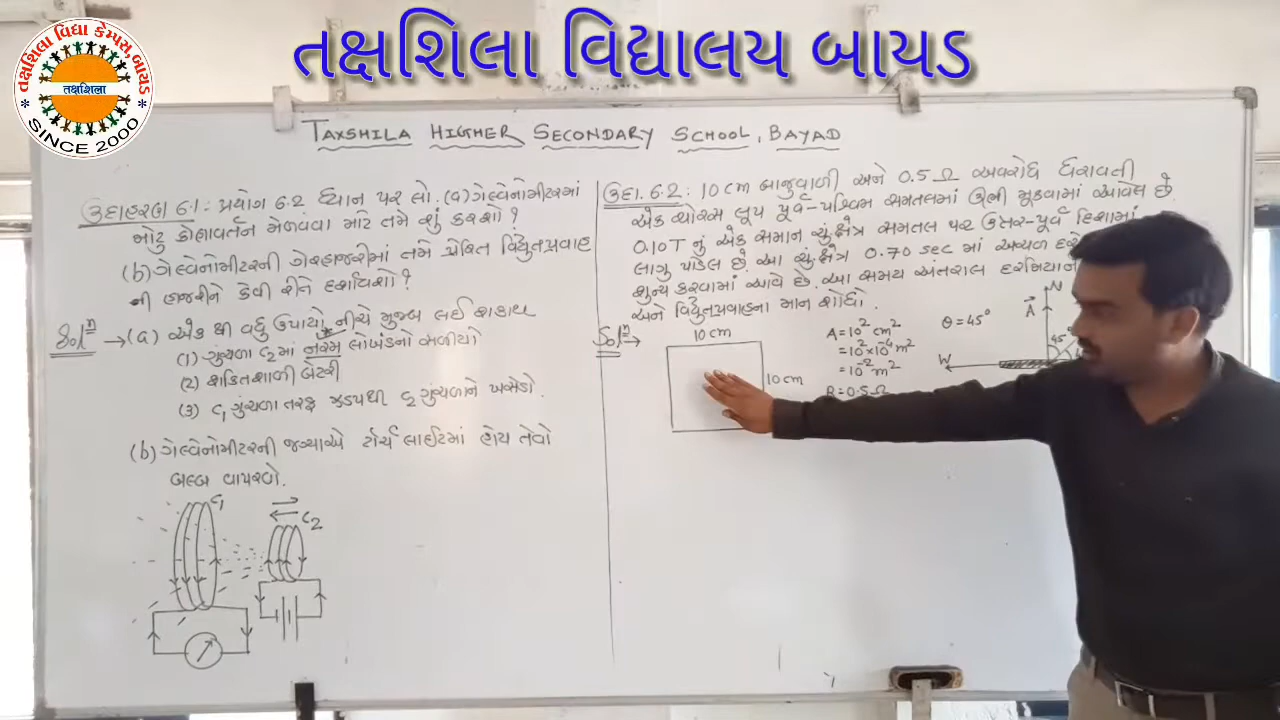 તક્ષશિલા વિદ્યાલય બાયડ
તક્ષશિલા વિદ્યા કેમ્પસ, બાયડ
તક્ષશિલા
* SINCE 2000 *
TAXSHILA HIGHER SECONDARY SCHOOL, BAYAD
ઉદાહરણ 6.1 : પ્રયોગ 6.2 ધ્યાન પર લો. (a) ગેલ્વેનોમીટરમાં
મોટું કોણાવર્તન મેળવવા માટે તમે શું કરશો ?
(b) ગેલ્વેનોમીટરની ગેરહાજરીમાં તમે પ્રેરિત વિદ્યુતપ્રવાહ
ની હાજરીને કેવી રીતે દર્શાવશો ?
Solⁿ → (a) એક થી વધુ ઉપાયો નીચે મુજબ લઈ શકાય
(1) ગુંચળા C2 માં નરમ લોખંડનો સળીયો
(2) શક્તિશાળી બેટરી
(3) C1 ગુંચળા તરફ ઝડપથી C2 ગુંચળાને ખસેડો.
(b) ગેલ્વેનોમીટરની જગ્યાએ ટોર્ચ લાઈટમાં હોય તેવો
બલ્બ વાપરવો.
C1
C2
ઉદા. 6.2 : 10 cm બાજુવાળી અને 0.5 Ω અવરોધ ધરાવતી
એક ચોરસ લૂપ પૂર્વ-પશ્ચિમ સમતલમાં ઊભી મૂકવામાં આવેલ છે.
0.10T નું એક સમાન ચું.ક્ષેત્ર સમતલ પર ઉત્તર-પૂર્વ દિશામાં
લાગુ પાડેલ છે. આ ચું.ક્ષેત્ર 0.70 sec માં અચળ દરે
શુન્ય કરવામાં આવે છે. આ સમય અંતરાલ દરમિયાન
અને વિદ્યુતપ્રવાહના માન શોધો.
Solⁿ →
10 cm
10 cm
A = 10² cm²
= 10² × 10⁻⁴ m²
= 10⁻² m²
R = 0.5 Ω
θ = 45°
N
A
45
W